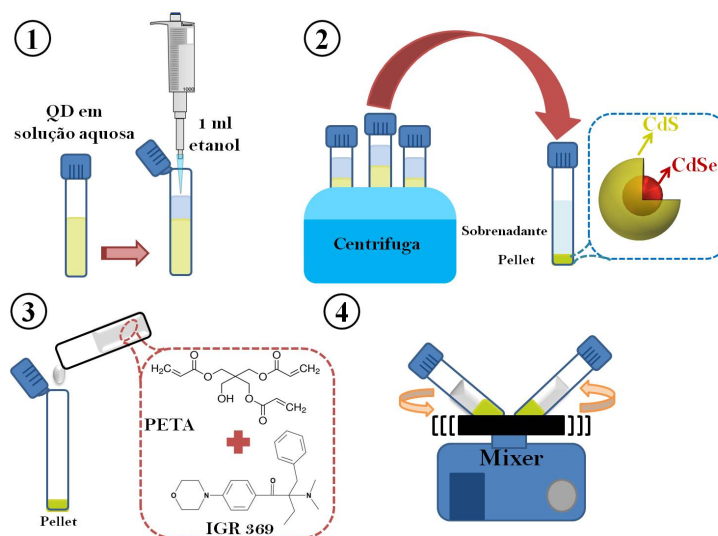 1
QD em
solução aquosa
1 ml
etanol
1000
2
Centrifuga
Sobrenadante
Pellet
CdS
CdSe
3
Pellet
H₂C
O
O
O
O
CH₂
OH
O
O
CH₂
PETA
O
N
O
N
IGR 369
4
Mixer